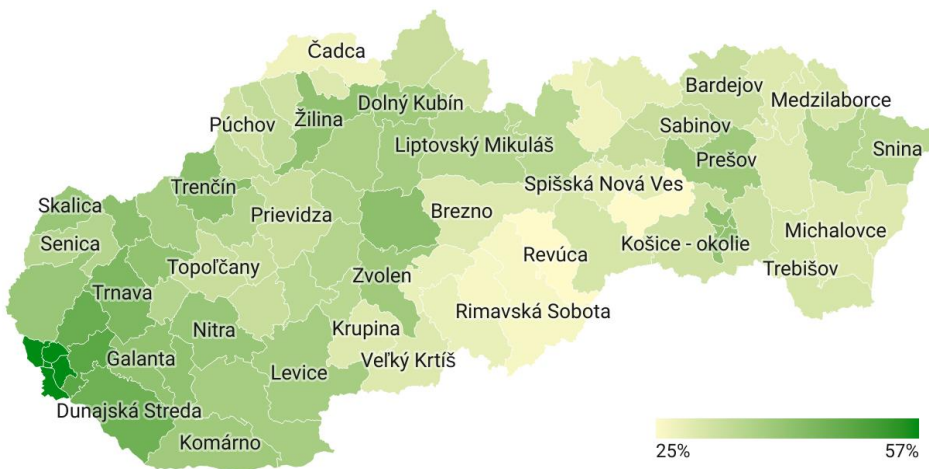 Čadca
Bardejov
Medzilaborce
Dolný Kubín
Púchov
Žilina
Sabinov
Liptovský Mikuláš
Snina
Prešov
Trenčín
Spišská Nová Ves
Skalica
Prievidza
Brezno
Michalovce
Senica
Revúca
Košice - okolie
Topoľčany
Zvolen
Trebišov
Trnava
Rimavská Sobota
Nitra
Krupina
Galanta
Veľký Krtíš
Levice
Dunajská Streda
Komárno
25%
57%